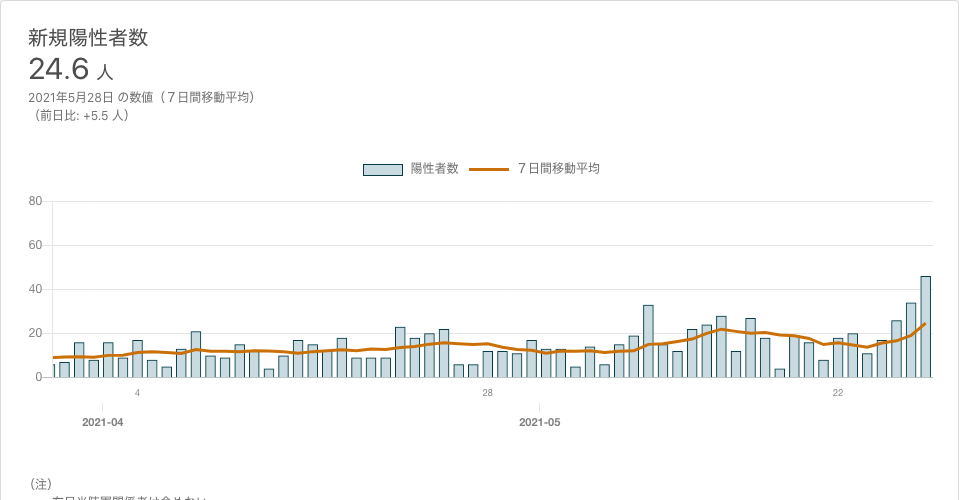 新規陽性者数
24.6 人
2021年5月28日 の数値（７日間移動平均）
（前日比: +5.5 人）
陽性者数 ７日間移動平均
80
60
40
20
0
4 28 22
2021-04 2021-05
（注）